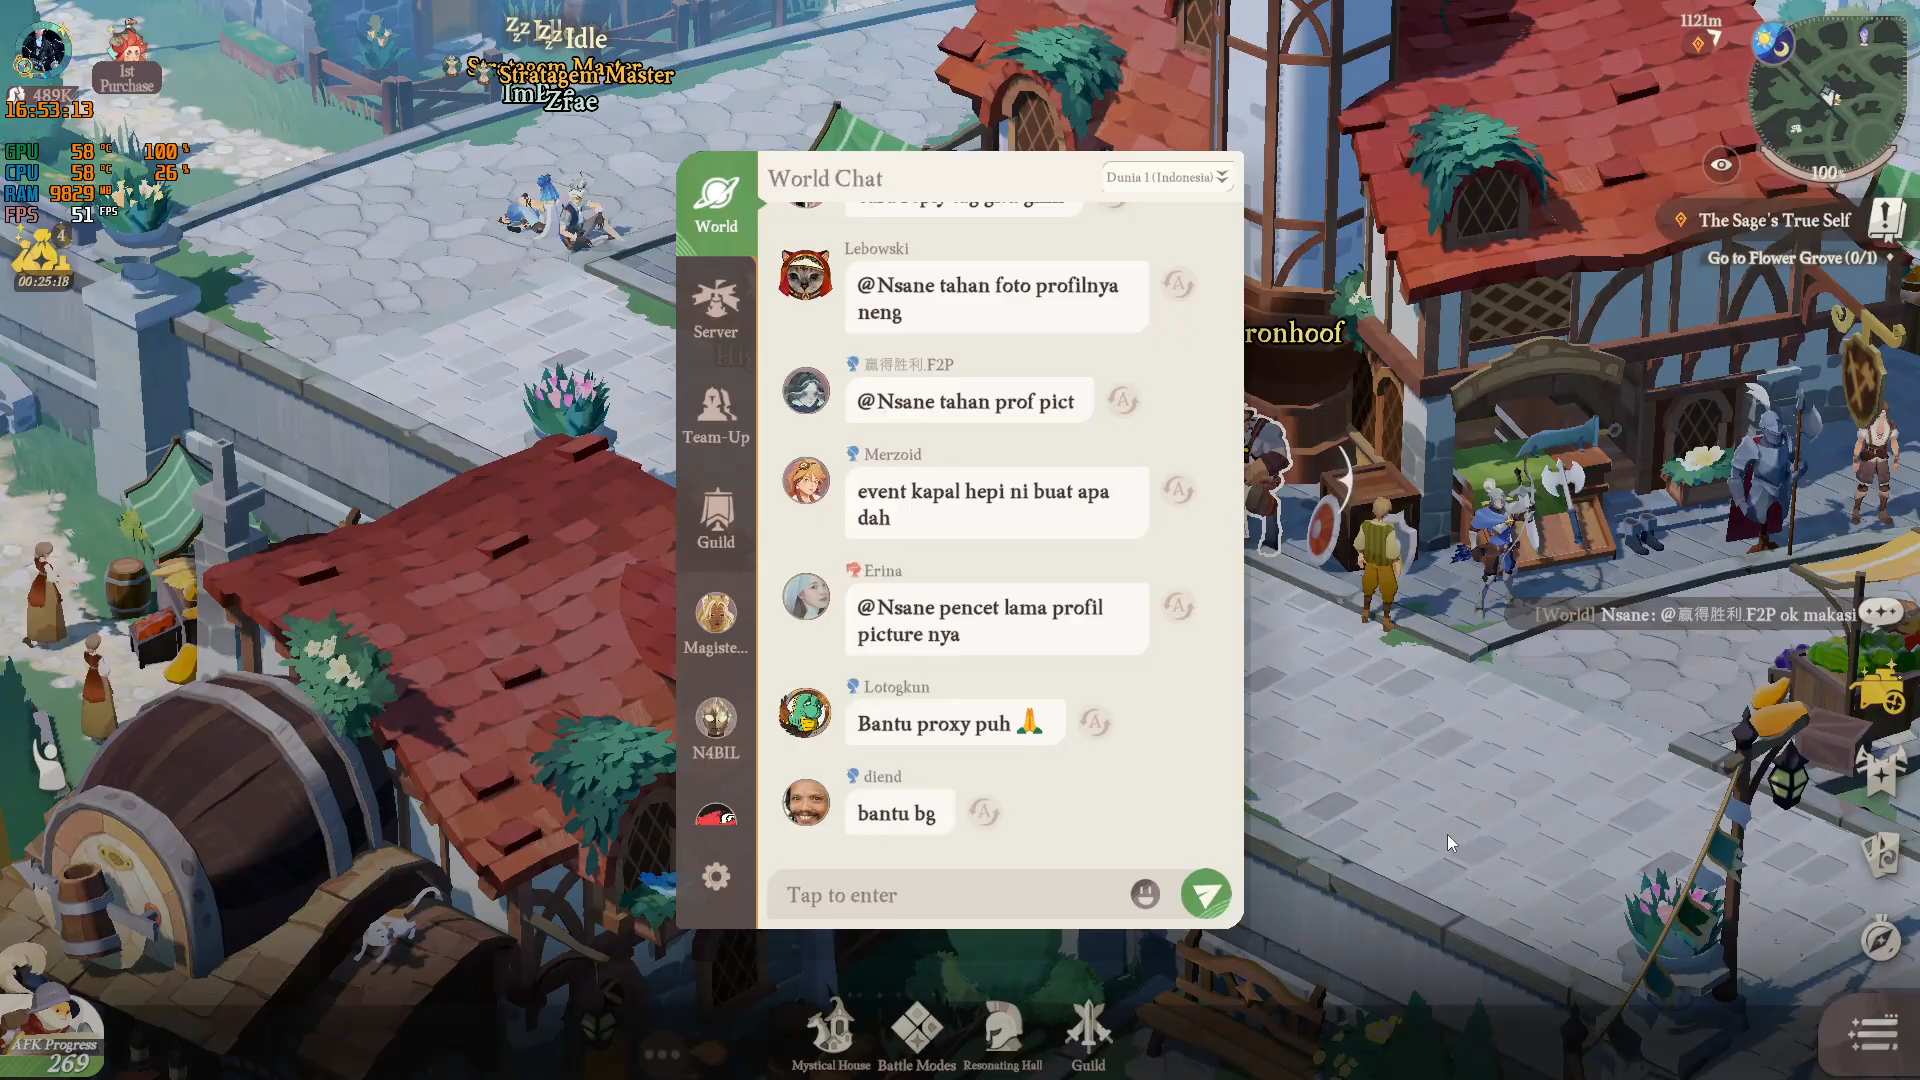 Idle
Stratagem Master
Stratagem Master
Zrae
1st
Purchase
489K
16:53:13
GPU 58 °C 100 %
CPU 58 °C 26 %
RAM 9829 MB
FPS 51 FPS
4
00:25:18
1121m
100
The Sage's True Self
Go to Flower Grove (0/1)
World Chat
Dunia 1 (Indonesia)
World
Server
Team-Up
Guild
Magiste...
N4BIL
Lebowski
@Nsane tahan foto profilnya
neng
赢得胜利.F2P
@Nsane tahan prof pict
Merzoid
event kapal hepi ni buat apa
dah
Erina
@Nsane pencet lama profil
picture nya
Lotogkun
Bantu proxy puh 🙏
diend
bantu bg
Tap to enter
ronhoof
[World] Nsane: @赢得胜利.F2P ok makasi
AFK Progress
269
Mystical House
Battle Modes
Resonating Hall
Guild